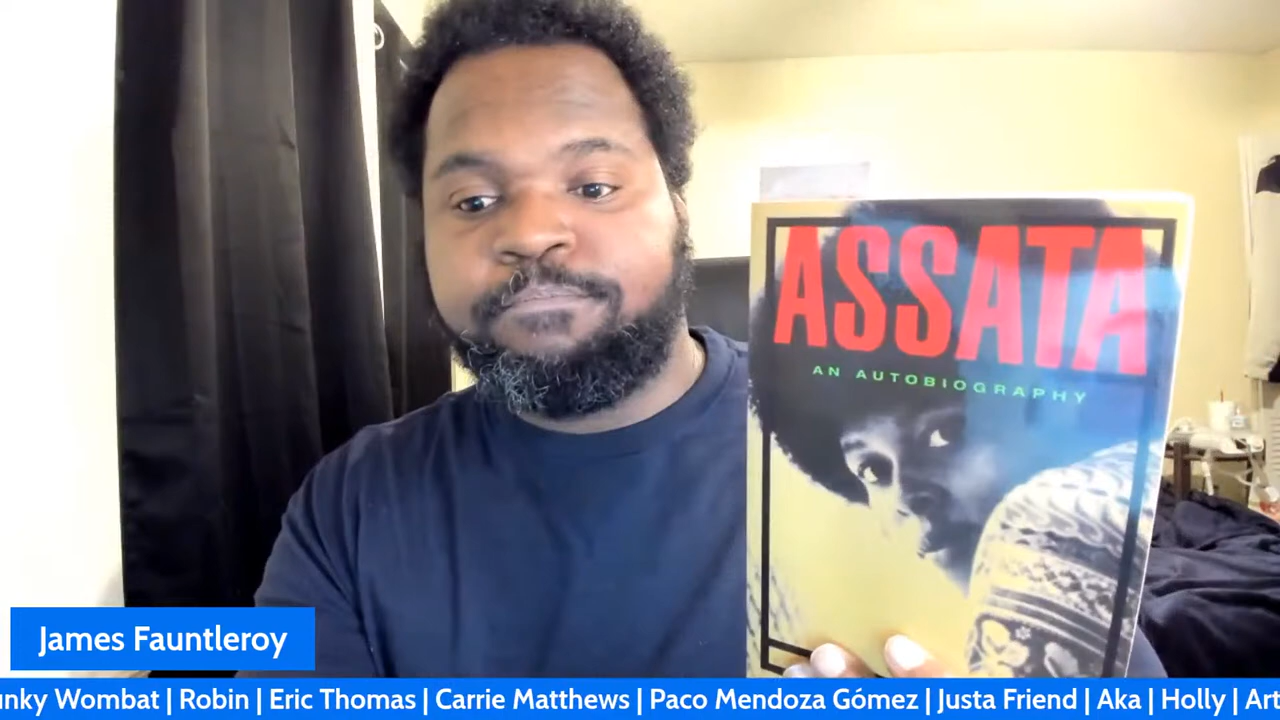 ASSATA
AN AUTOBIOGRAPHY
James Fauntleroy
unky Wombat | Robin | Eric Thomas | Carrie Matthews | Paco Mendoza Gómez | Justa Friend | Aka | Holly | Art